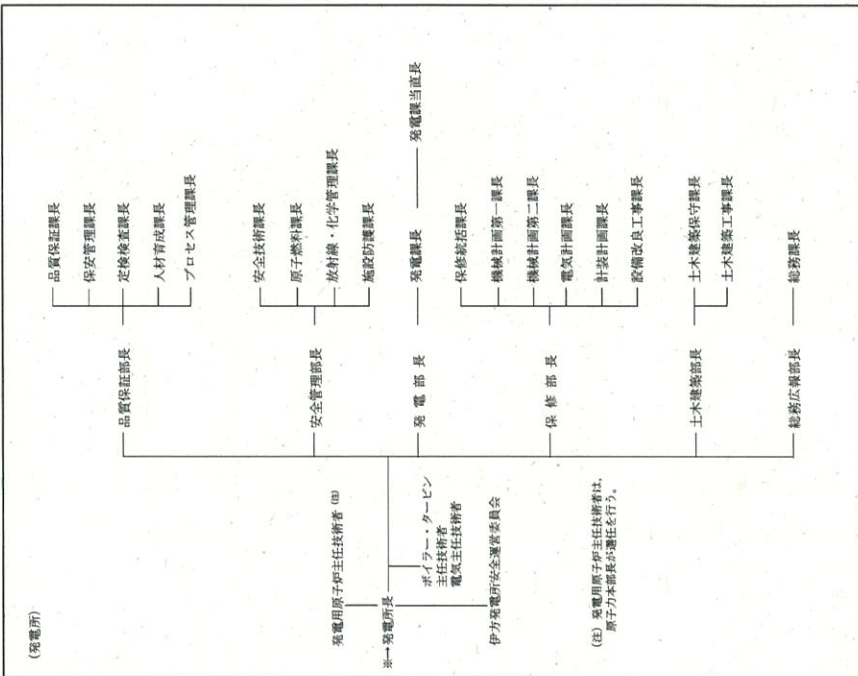 (発電所)
発電用原子炉主任技術者 (注)
※→発電所長
ボイラー・タービン
主任技術者
電気主任技術者
伊方発電所安全運営委員会
(注) 発電用原子炉主任技術者は,
原子力本部長が選任を行う。
品質保証部長
品質保証課長
保安管理課長
定検検査課長
人材育成課長
プロセス管理課長
安全管理部長
安全技術課長
原子燃料課長
放射線・化学管理課長
施設防護課長
発電部長
発電課長
発電課当直長
保修部長
保修統括課長
機械計画第一課長
機械計画第二課長
電気計画課長
計装計画課長
設備改良工事課長
土木建築部長
土木建築保守課長
土木建築工事課長
総務広報部長
総務課長